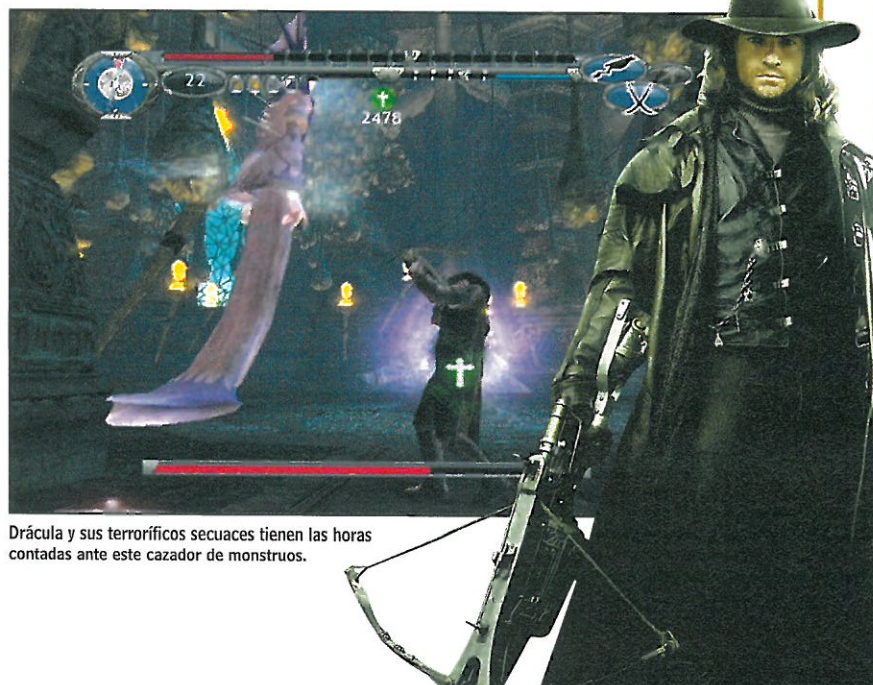 22
2478
Drácula y sus terroríficos secuaces tienen las horas
contadas ante este cazador de monstruos.